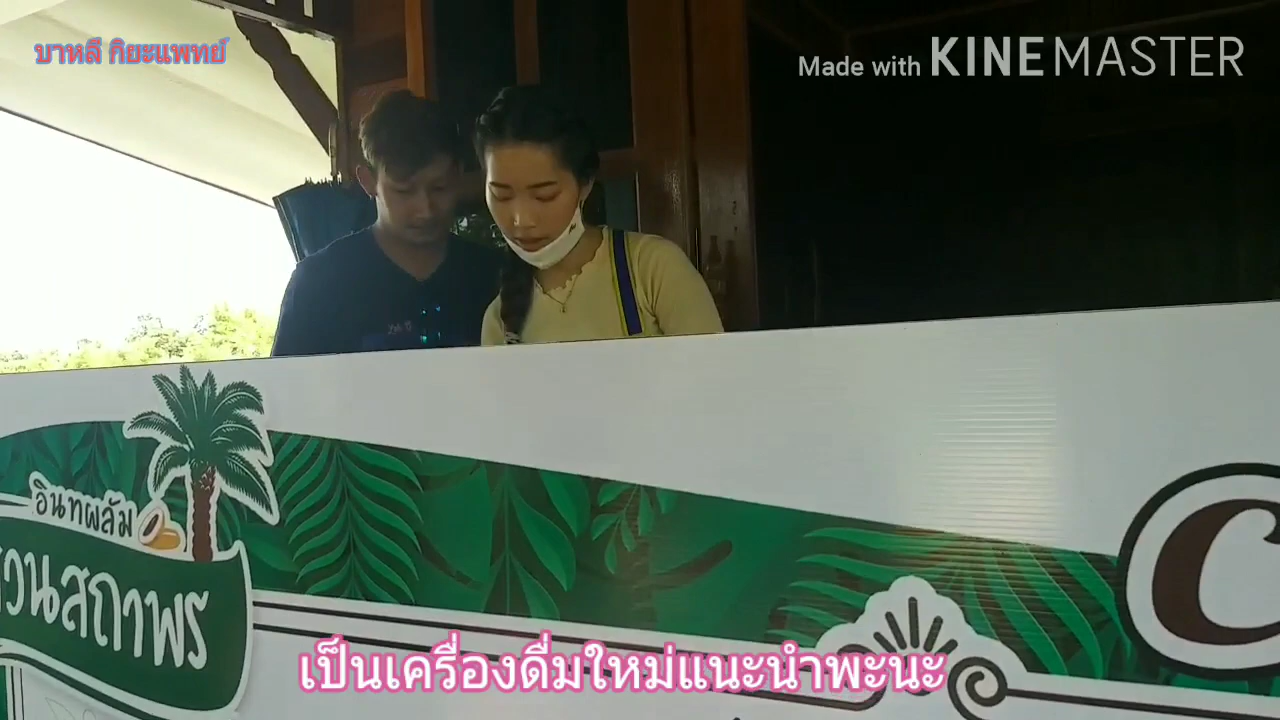 บาหลี กิยะแพทย์
Made with KINEMASTER
อินทผลัม
สวนสถาพร
C
เป็นเครื่องดื่มใหม่แนะนำพะนะ